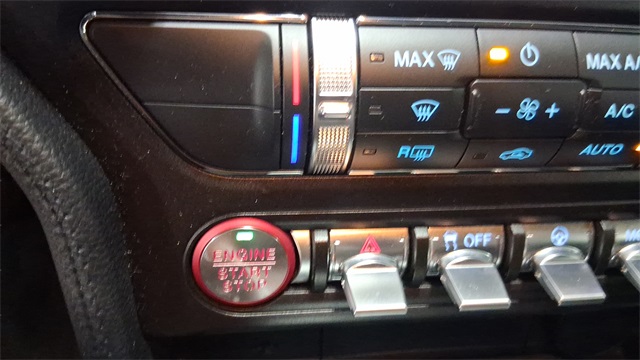 MAX
MAX A/
- +
A/C
R
AUTO
ENGINE
START
STOP
OFF